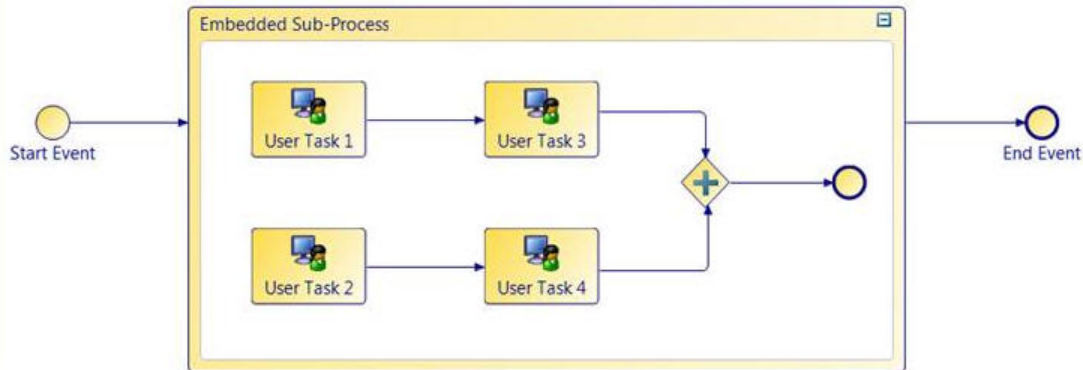 Embedded Sub-Process
User Task 1
User Task 3
Start Event
End Event
User Task 2
User Task 4